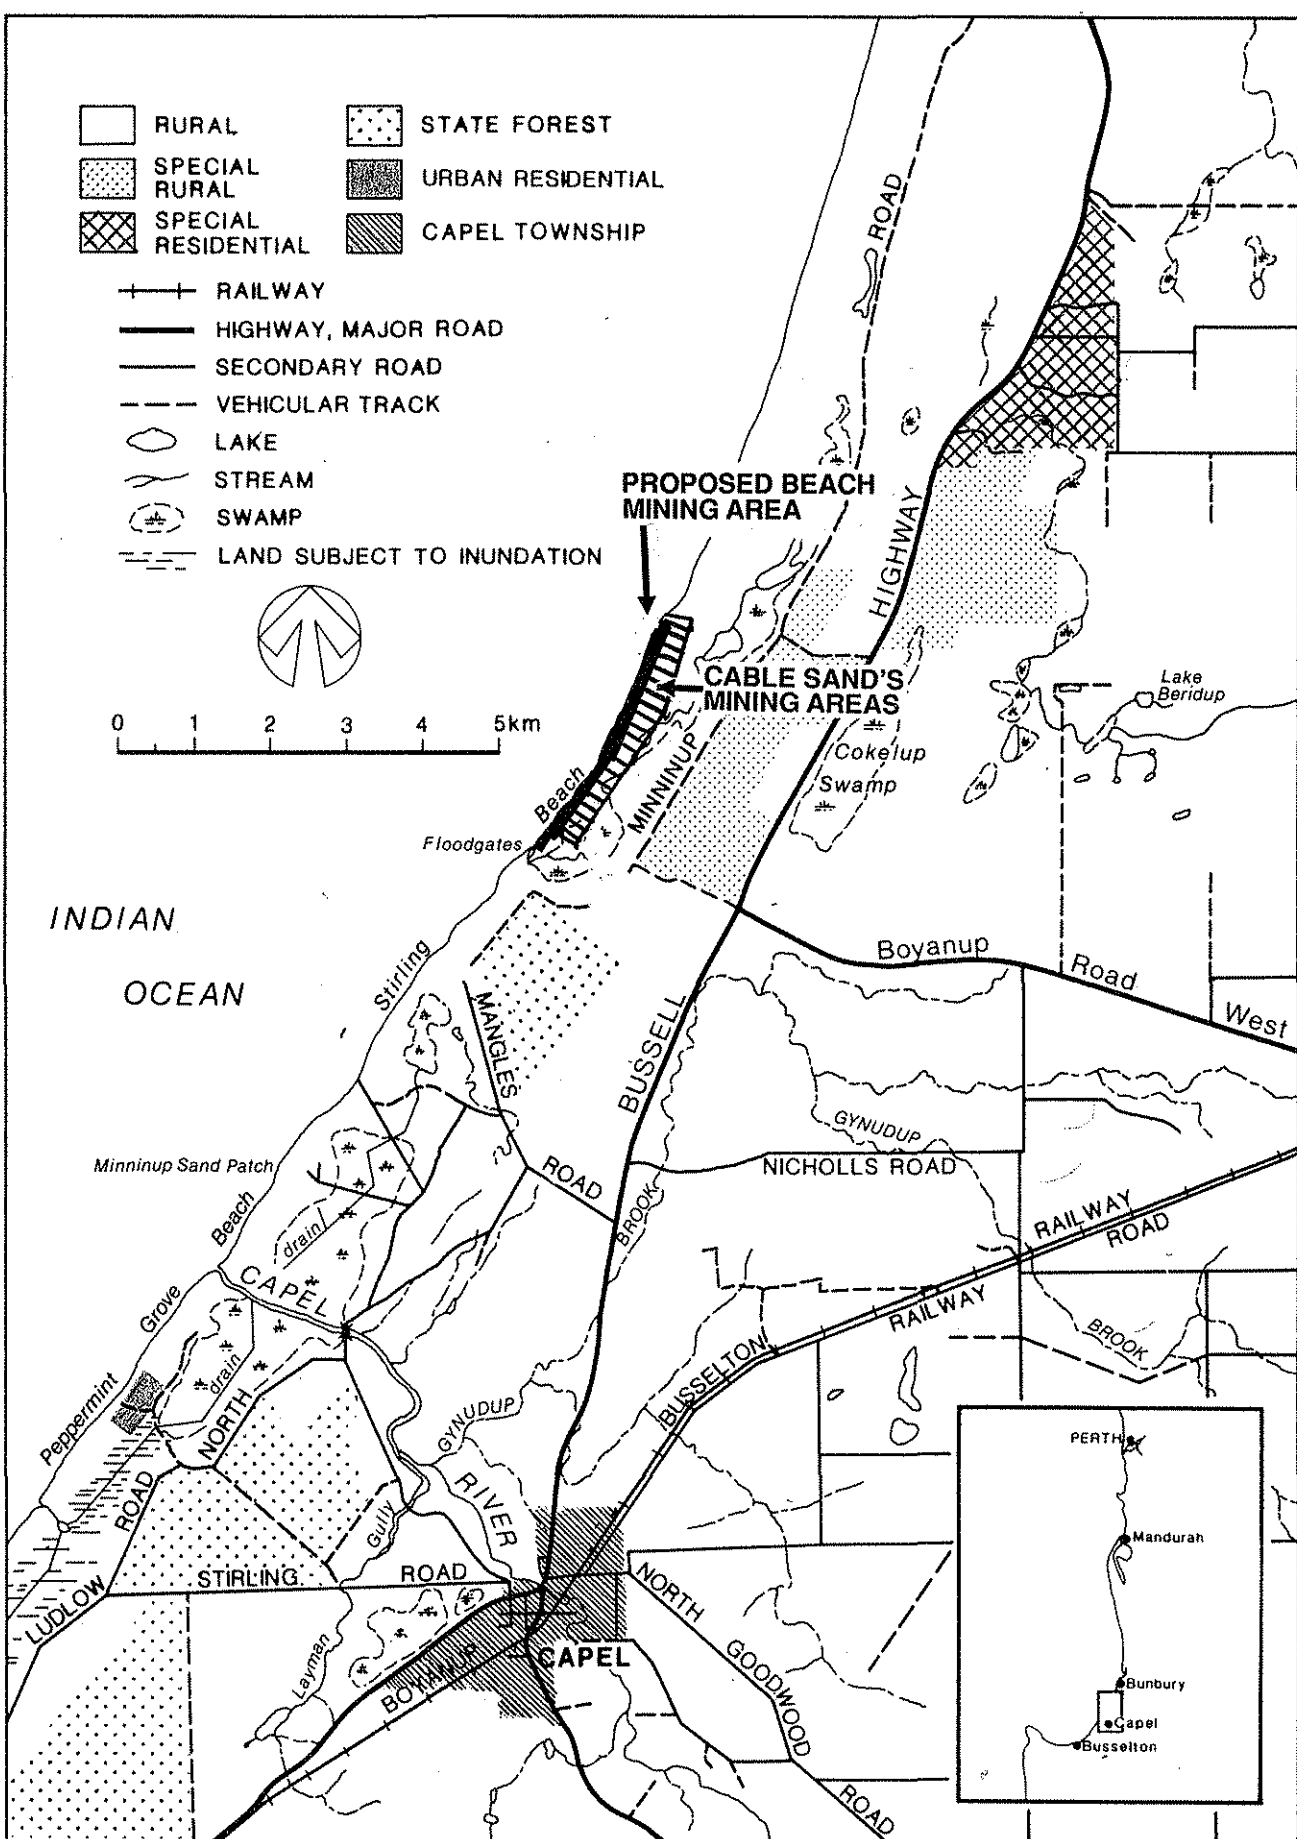 RURAL
STATE FOREST
SPECIAL
RURAL
URBAN RESIDENTIAL
SPECIAL
RESIDENTIAL
CAPEL TOWNSHIP
RAILWAY
HIGHWAY, MAJOR ROAD
SECONDARY ROAD
VEHICULAR TRACK
LAKE
STREAM
SWAMP
LAND SUBJECT TO INUNDATION
0 1 2 3 4 5km
ROAD
HIGHWAY
PROPOSED BEACH
MINING AREA
CABLE SAND'S
MINING AREAS
MINNINUP
Lake
Beridup
Cokelup
Swamp
Beach
Floodgates
INDIAN
OCEAN
Stirling
MANGLES
ROAD
BUSSELL
Boyanup
Road
West
GYNUDUP
NICHOLLS ROAD
BROOK
Minninup Sand Patch
Beach
drain
CAPEL
RAILWAY
ROAD
RAILWAY
BUSSELTON
BROOK
Grove
Peppermint
drain
NORTH
ROAD
GYNUDUP
RIVER
Gully
STIRLING
ROAD
LUDLOW
Layman
BOYANUP
CAPEL
NORTH
GOODWOOD
ROAD
PERTH
Mandurah
Bunbury
Capel
Busselton